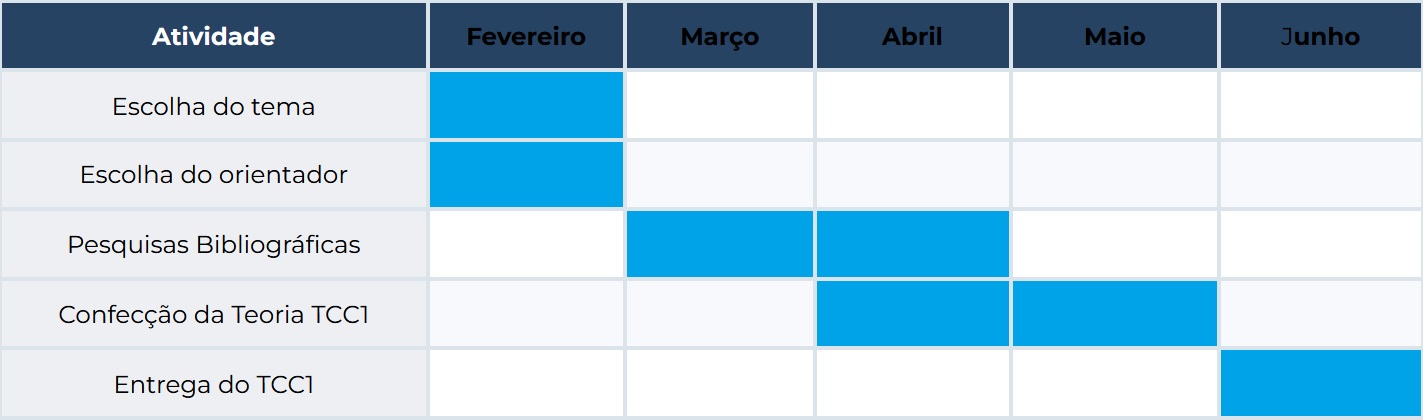 Atividade Fevereiro Março Abril Maio Junho
Escolha do tema
Escolha do orientador
Pesquisas Bibliográficas
Confecção da Teoria TCC1
Entrega do TCC1